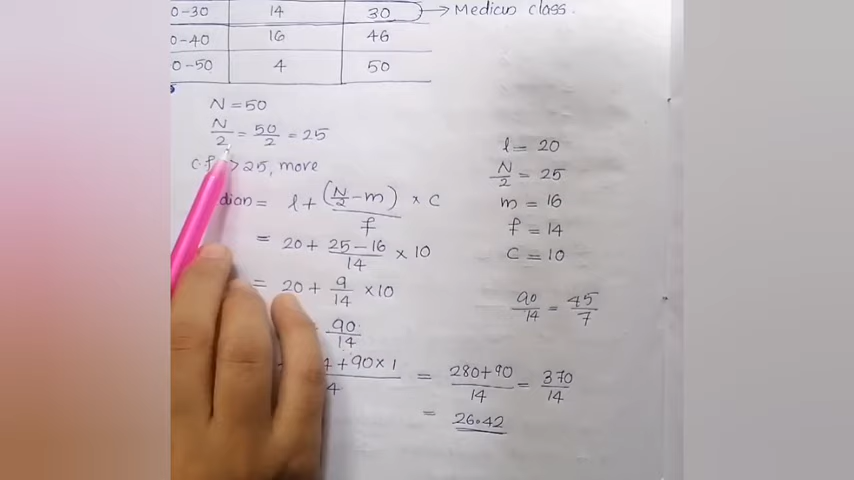 0-30 14 30 → Median class.
0-40 16 46
0-50 4 50
N = 50
N/2 = 50/2 = 25
c.f > 25, more
dian = l + (N/2 - m)/f × C
= 20 + 25-16/14 × 10
= 20 + 9/14 × 10
90/14
+ 90×1/4 = 280+90/14 = 370/14
= 26.42
l = 20
N/2 = 25
m = 16
f = 14
C = 10
90/14 = 45/7